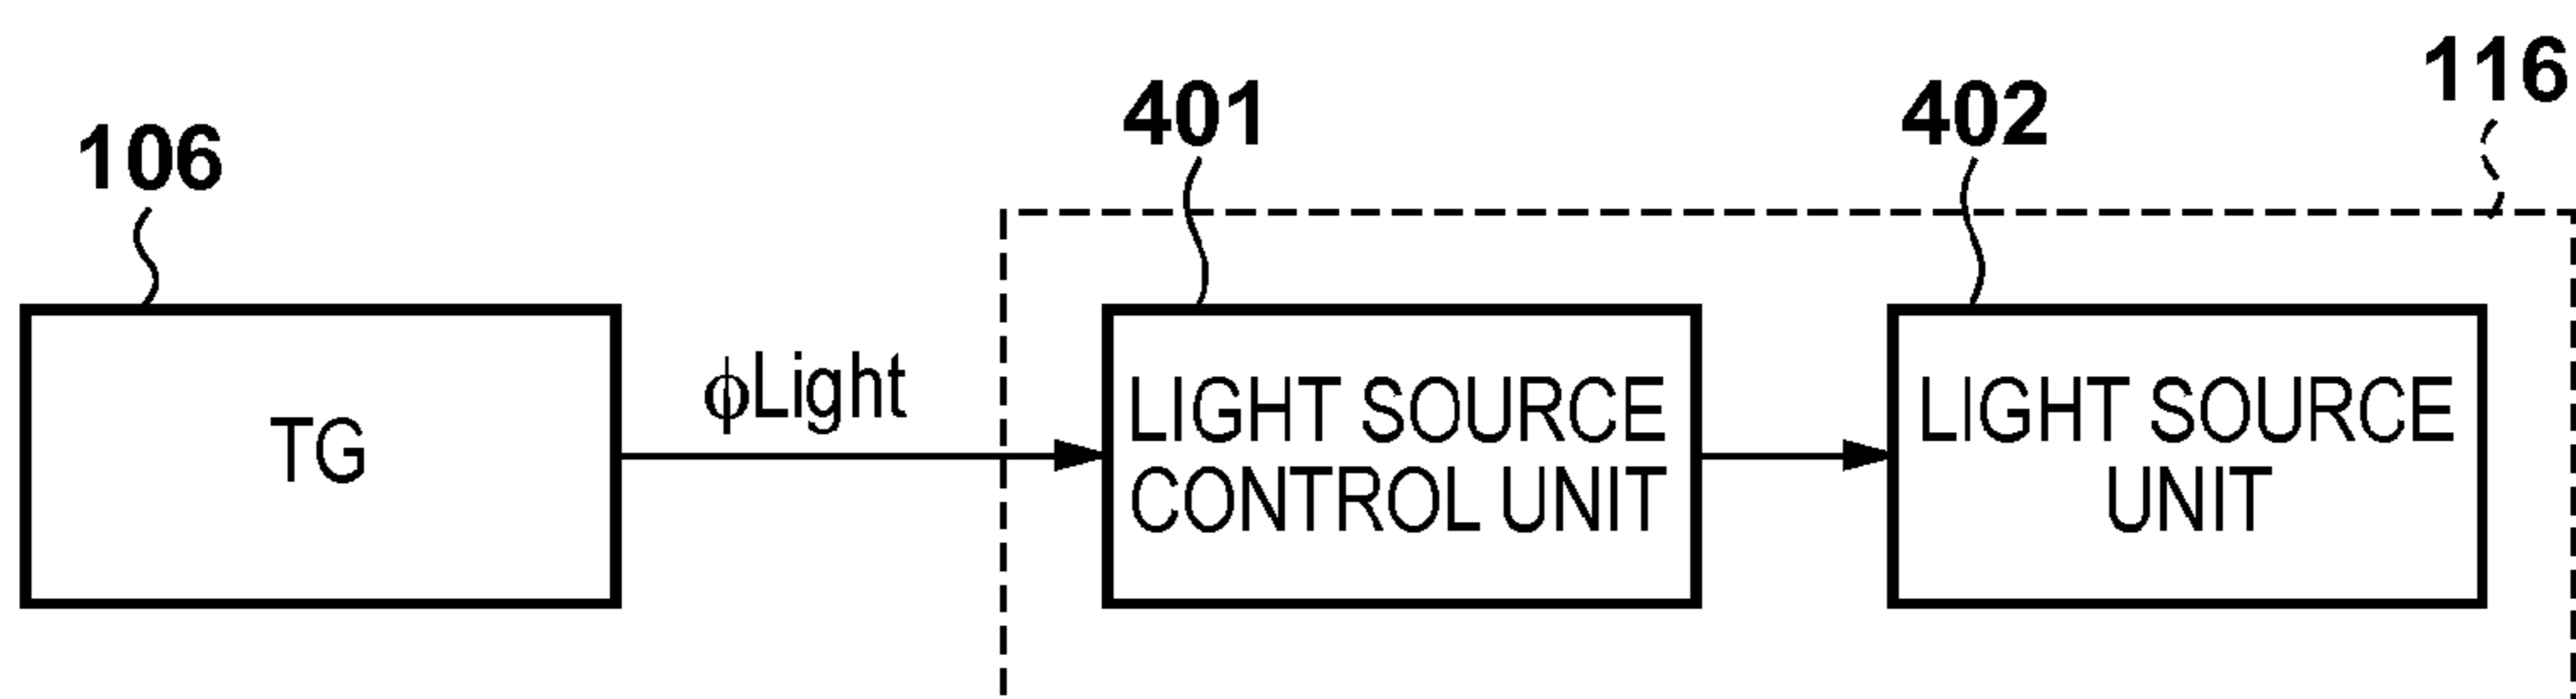 116
401
402
106
φLight
TG
LIGHT SOURCE
CONTROL UNIT
LIGHT SOURCE
UNIT